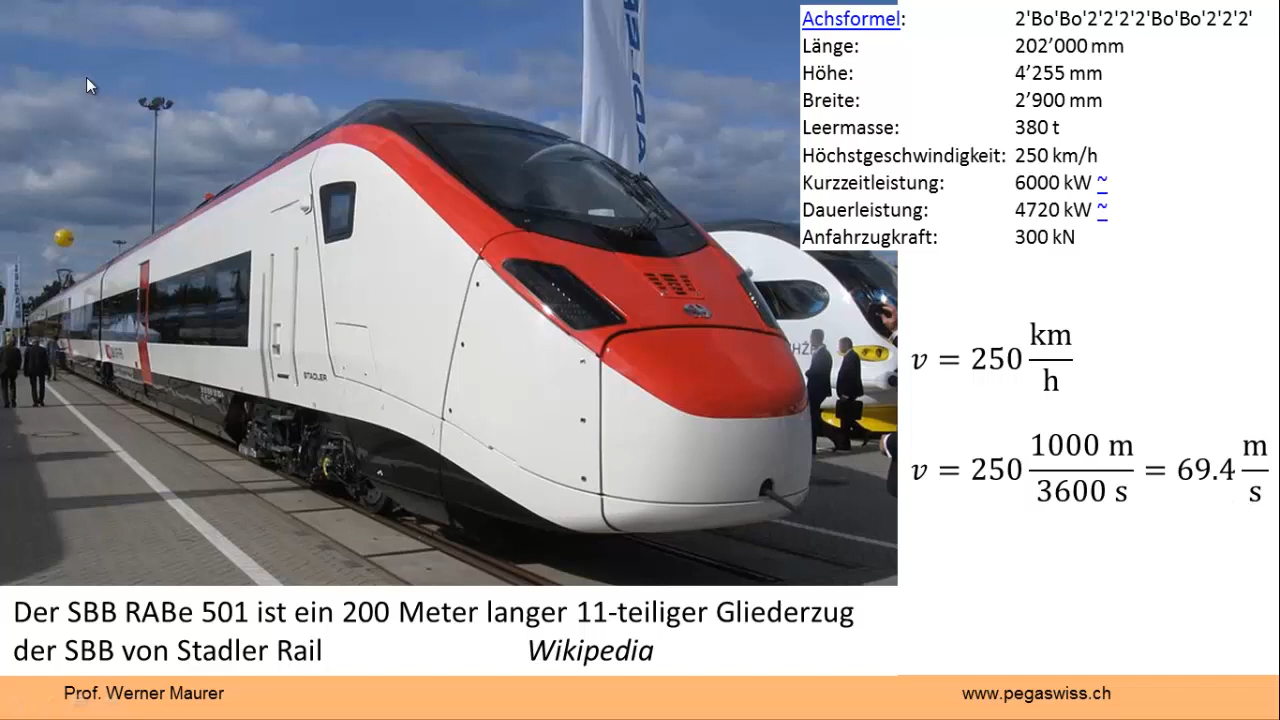 Achsformel: 2'Bo'Bo'2'2'2'2'Bo'Bo'2'2'2'
Länge: 202’000 mm
Höhe: 4’255 mm
Breite: 2’900 mm
Leermasse: 380 t
Höchstgeschwindigkeit: 250 km/h
Kurzzeitleistung: 6000 kW ~
Dauerleistung: 4720 kW ~
Anfahrzugkraft: 300 kN
v = 250 km/h
v = 250 1000 m/3600 s = 69.4 m/s
STADLER
Der SBB RABe 501 ist ein 200 Meter langer 11-teiliger Gliederzug
der SBB von Stadler Rail Wikipedia
Prof. Werner Maurer www.pegaswiss.ch